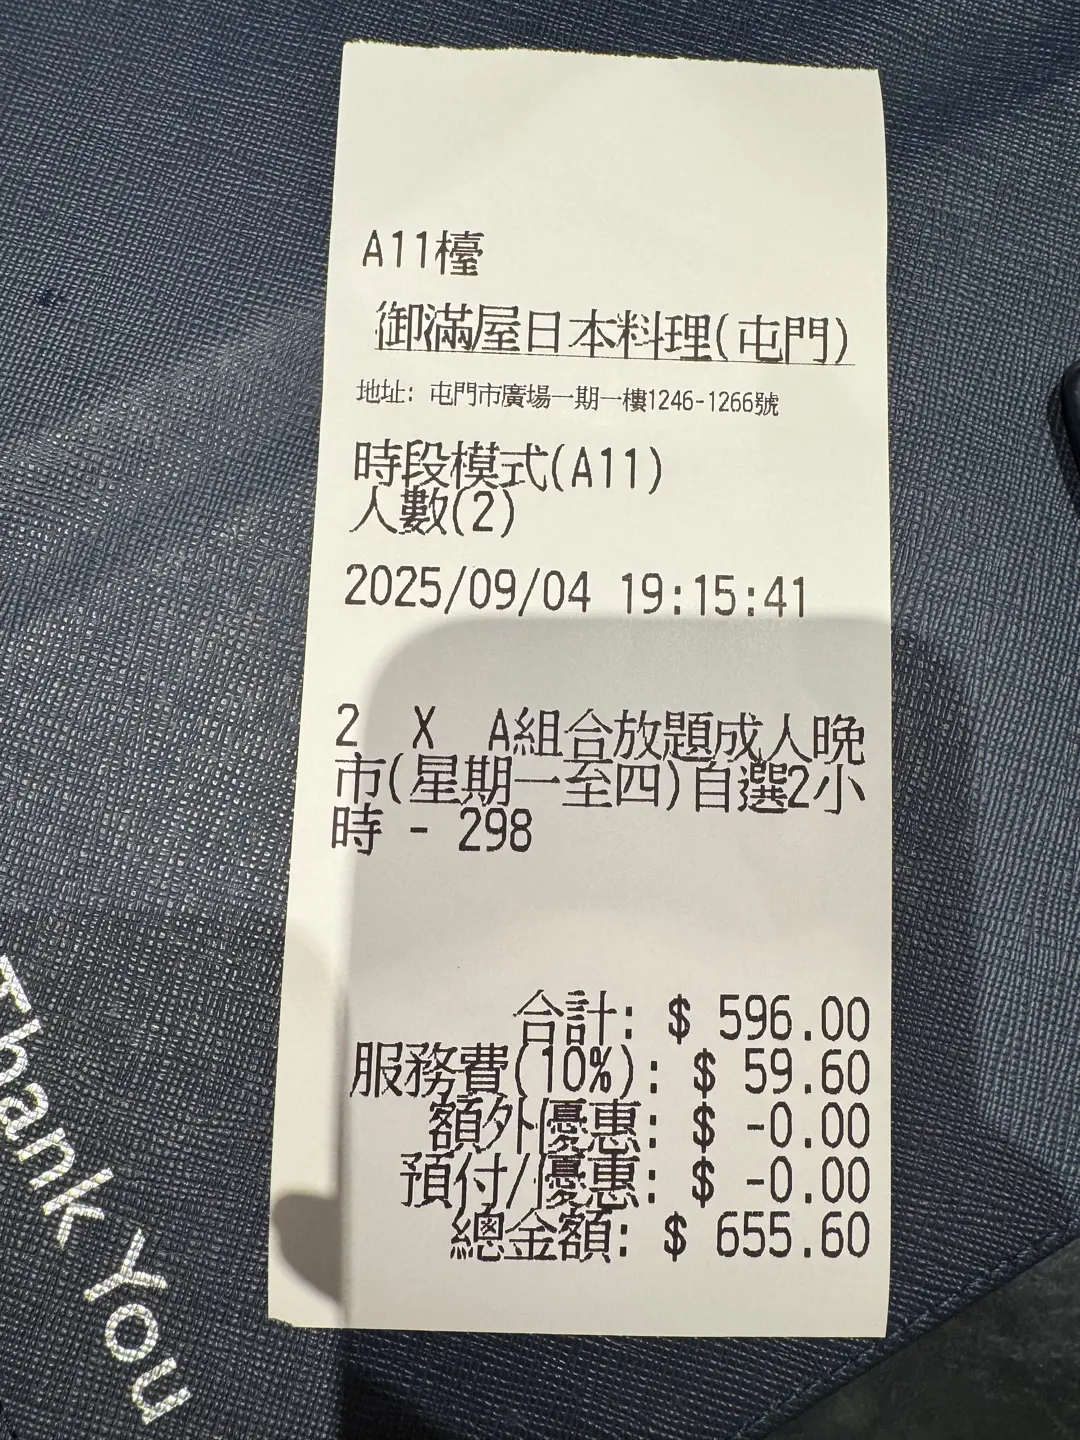 A11檯
御滿屋日本料理(屯門)
地址: 屯門市廣場一期一樓1246-1266號
時段模式(A11)
人數(2)
2025/09/04 19:15:41
2 X A組合放題成人晚
市(星期一至四)自選2小
時 - 298
合計: $ 596.00
服務費(10%): $ 59.60
額外優惠: $ -0.00
預付/優惠: $ -0.00
總金額: $ 655.60
Thank You